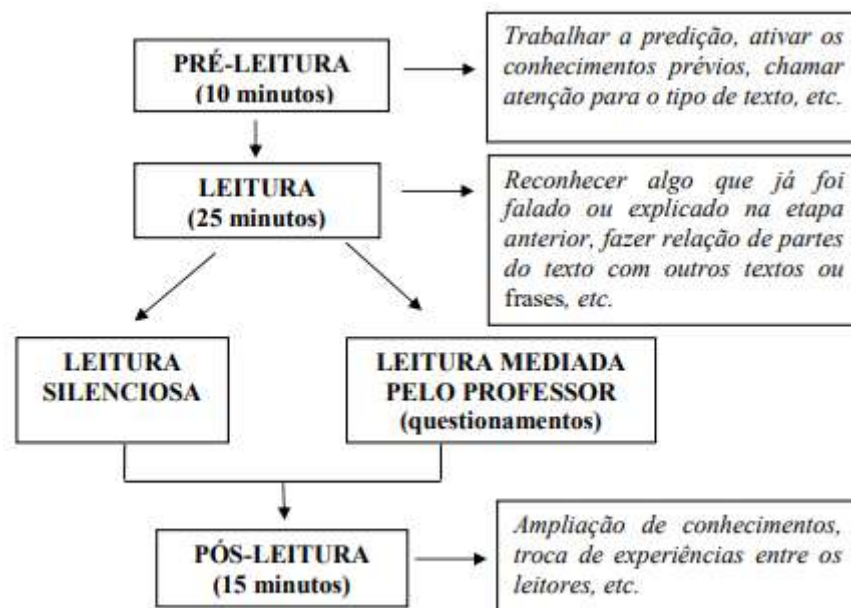 PRÉ-LEITURA
(10 minutos)
Trabalhar a predição, ativar os
conhecimentos prévios, chamar
atenção para o tipo de texto, etc.
LEITURA
(25 minutos)
Reconhecer algo que já foi
falado ou explicado na etapa
anterior, fazer relação de partes
do texto com outros textos ou
frases, etc.
LEITURA
SILENCIOSA
LEITURA MEDIADA
PELO PROFESSOR
(questionamentos)
PÓS-LEITURA
(15 minutos)
Ampliação de conhecimentos,
troca de experiências entre os
leitores, etc.